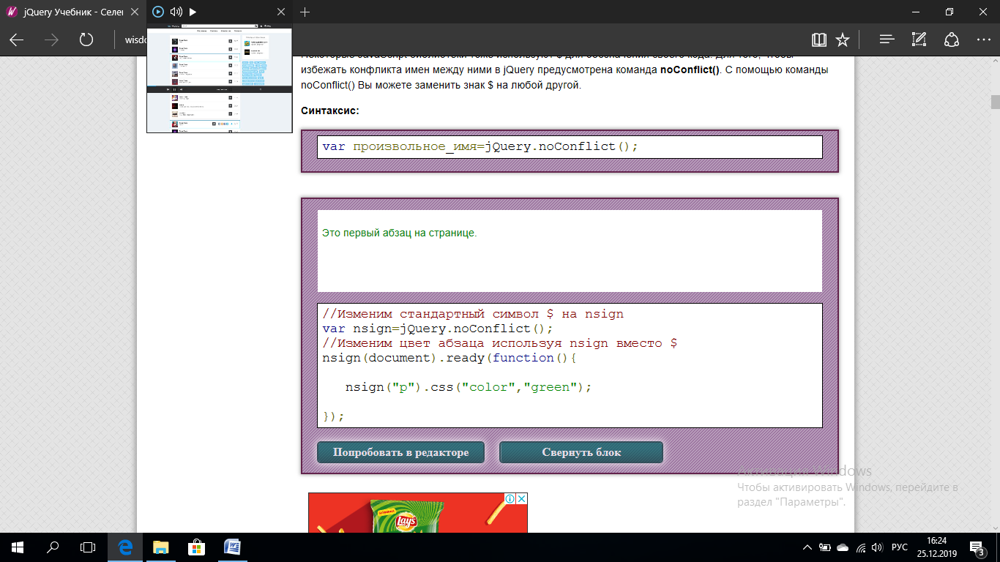 jQuery Учебник - Селе
wisd
избежать конфликта имен между ними в jQuery предусмотрена команда noConflict(). С помощью команды
noConflict() Вы можете заменить знак $ на любой другой.
Синтаксис:
var произвольное_имя=jQuery.noConflict();
Это первый абзац на странице.
//Изменим стандартный символ $ на nsign
var nsign=jQuery.noConflict();
//Изменим цвет абзаца используя nsign вместо $
nsign(document).ready(function(){
nsign("p").css("color","green");
});
Попробовать в редакторе
Свернуть блок
Активация Windows
Чтобы активировать Windows, перейдите в
раздел "Параметры".
Lay's
РУС
16:24
25.12.2019
3